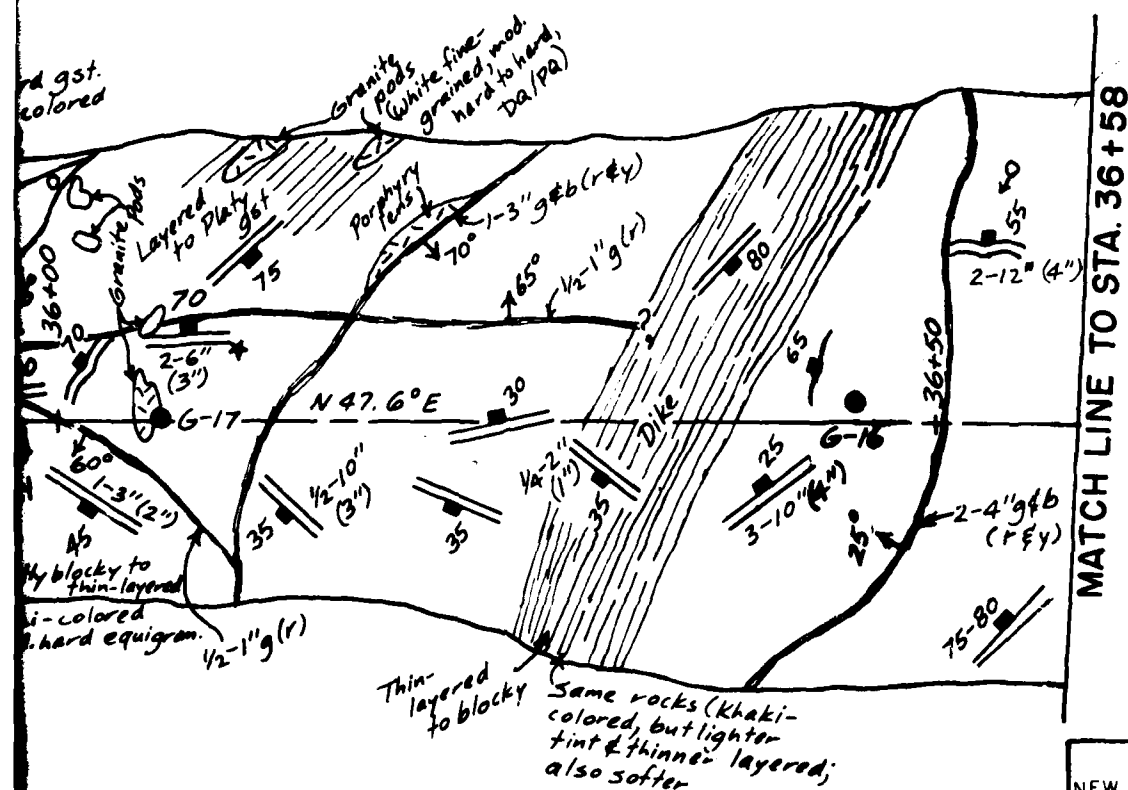 gst.
colored
Granite
pods
(white fine-
grained, mod.
hard to hard,
DQ/PQ)
Granite Pods
Layered
to Platy
gst
75
Porphyry
lens
1-3" g&b (r&y)
70°
65°
1/2-1" g(r)
?
80
55
2-12" (4")
MATCH LINE TO STA. 36+58
36+00
70
70
2-6"
(3")
G-17
N 47.6° E
30
Dike
65
G-16
36+50
60°
1-3" (2")
45
35
1/2-10"
(3")
35
1/4-2"
(1")
35
25
3-10" (4")
25°
2-4" g&b
(r&y)
75-80
blocky to
thin-layered
i-colored
hard equigran.
1/2-1" g(r)
Thin-
layered
to blocky
Same rocks (Khaki-
colored, but lighter
tint & thinner layered;
also softer
NEW